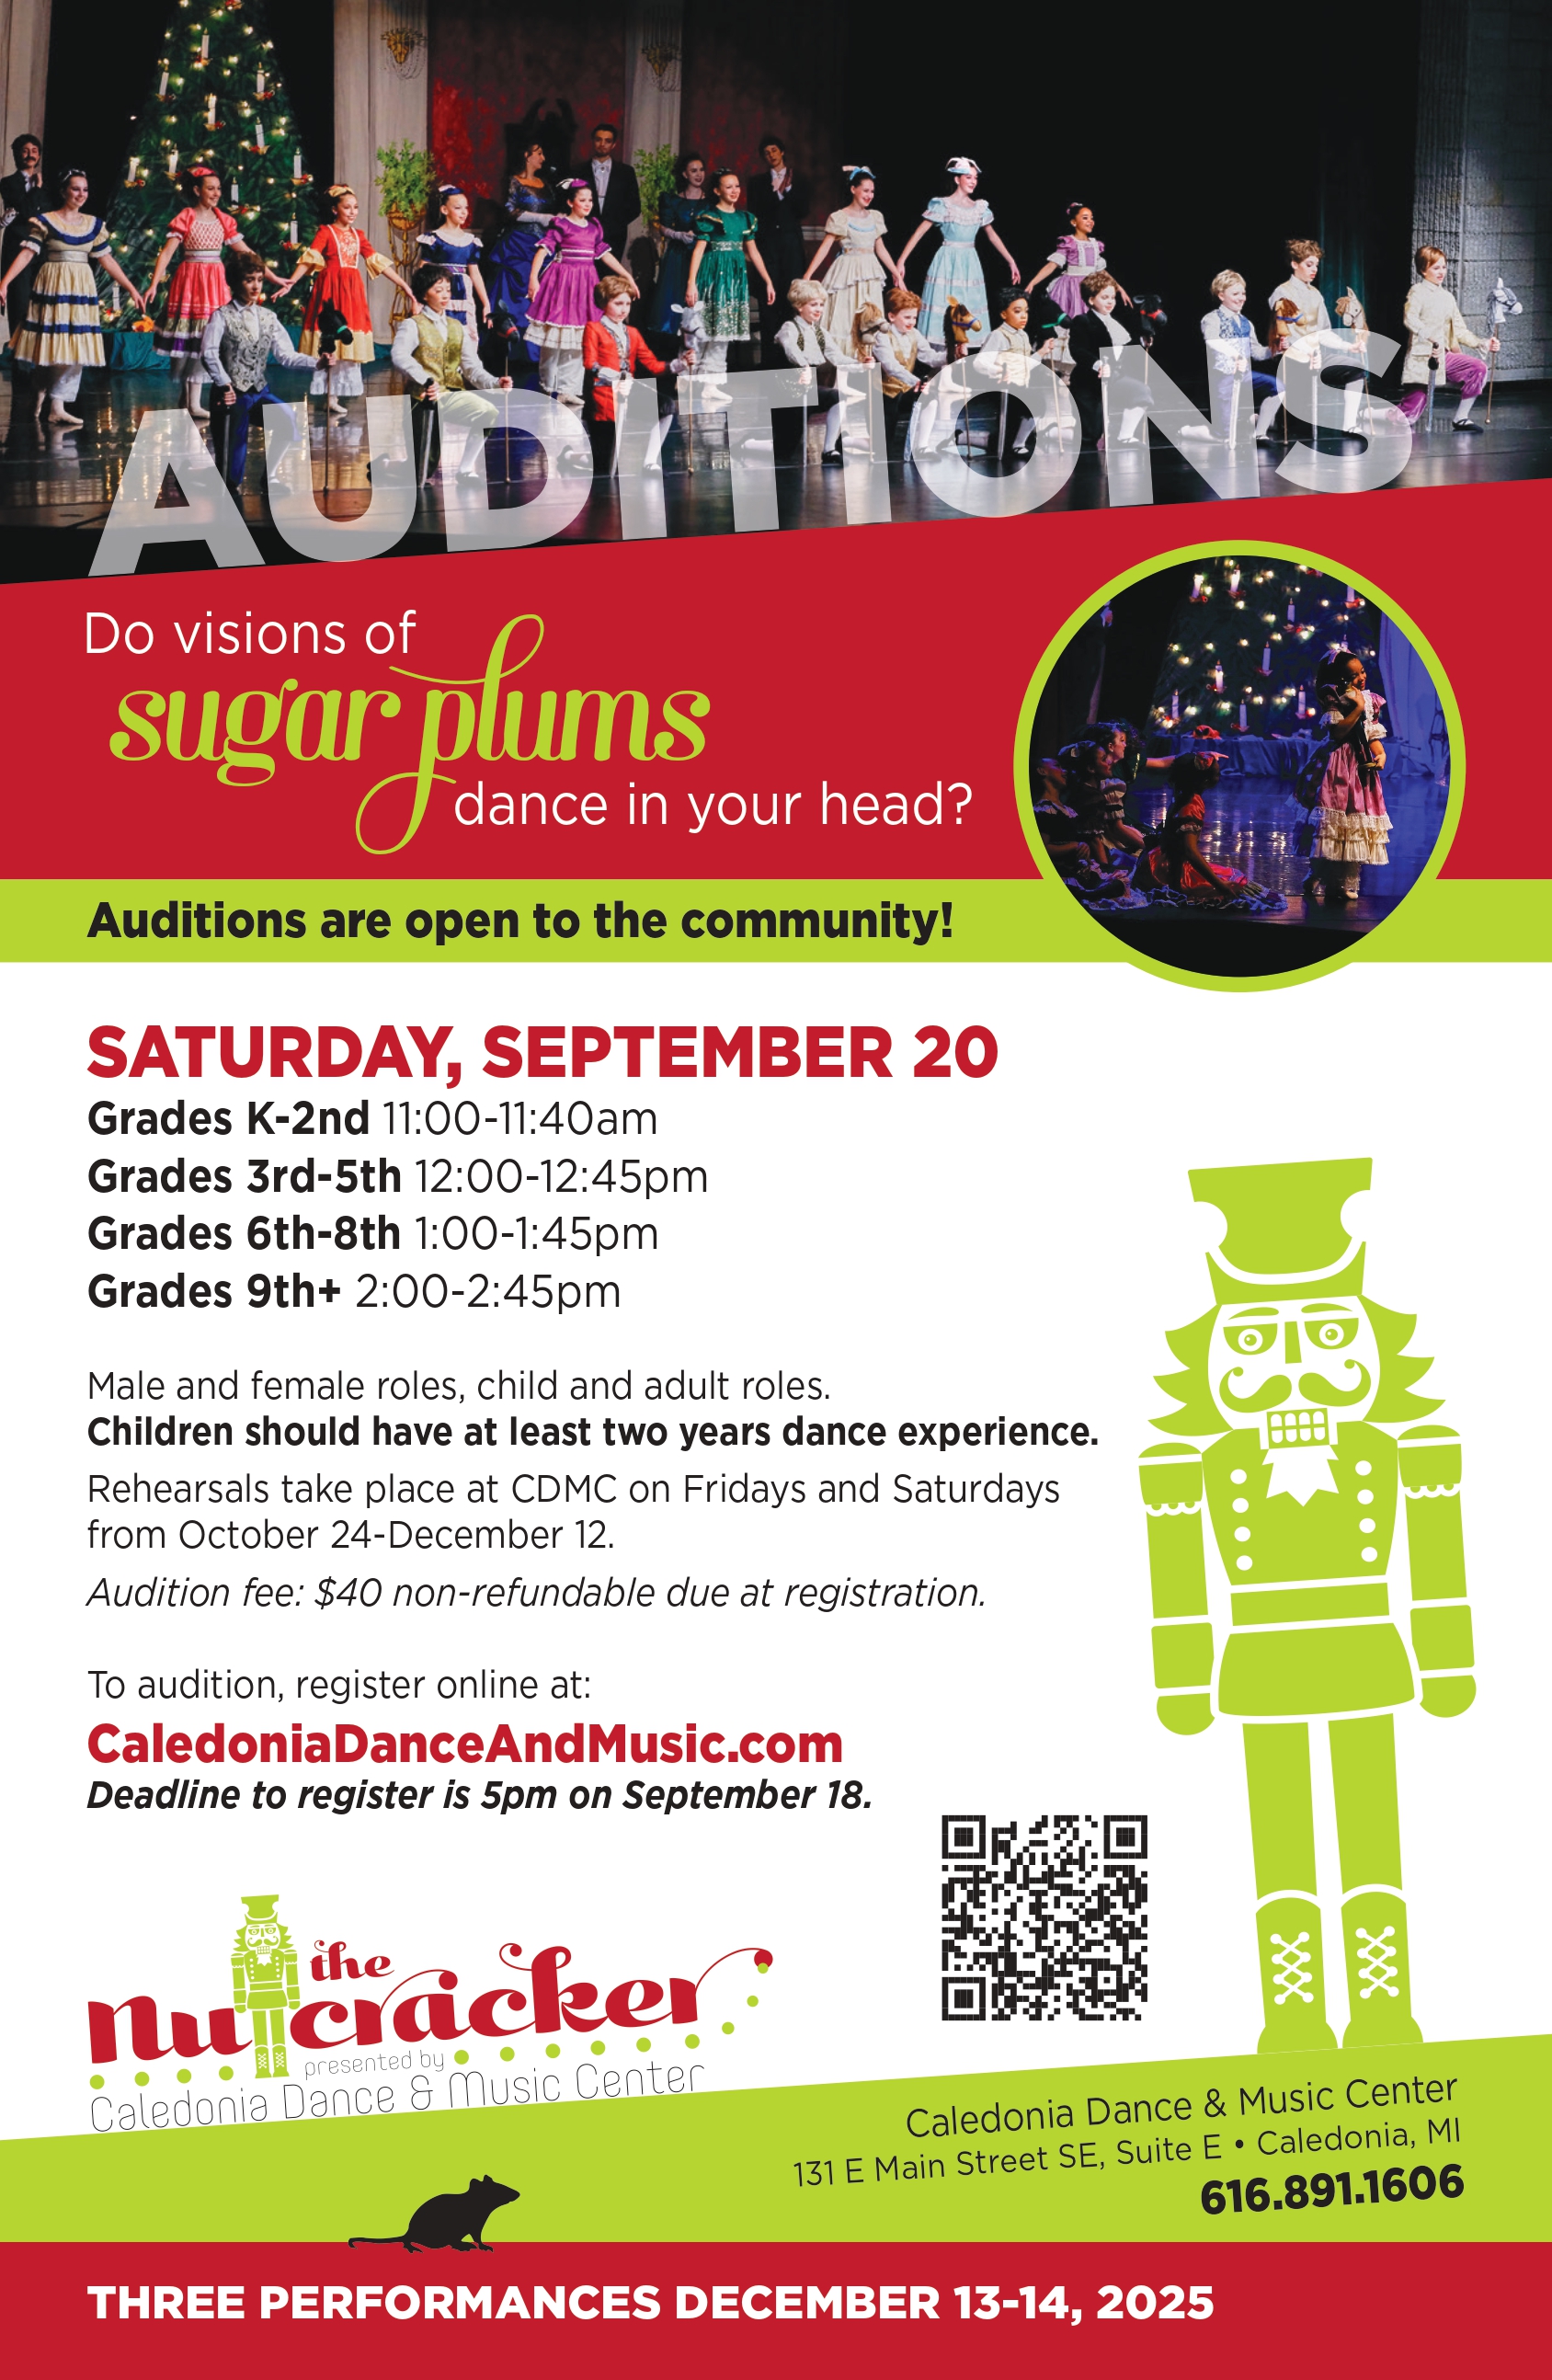 AUDITIONS
Do visions of
sugar plums
dance in your head?
Auditions are open to the community!
SATURDAY, SEPTEMBER 20
Grades K-2nd 11:00-11:40am
Grades 3rd-5th 12:00-12:45pm
Grades 6th-8th 1:00-1:45pm
Grades 9th+ 2:00-2:45pm
Male and female roles, child and adult roles.
Children should have at least two years dance experience.
Rehearsals take place at CDMC on Fridays and Saturdays
from October 24-December 12.
Audition fee: $40 non-refundable due at registration.
To audition, register online at:
CaledoniaDanceAndMusic.com
Deadline to register is 5pm on September 18.
the
nutcracker
presented by
Caledonia Dance & Music Center
Caledonia Dance & Music Center
131 E Main Street SE, Suite E • Caledonia, MI
616.891.1606
THREE PERFORMANCES DECEMBER 13-14, 2025